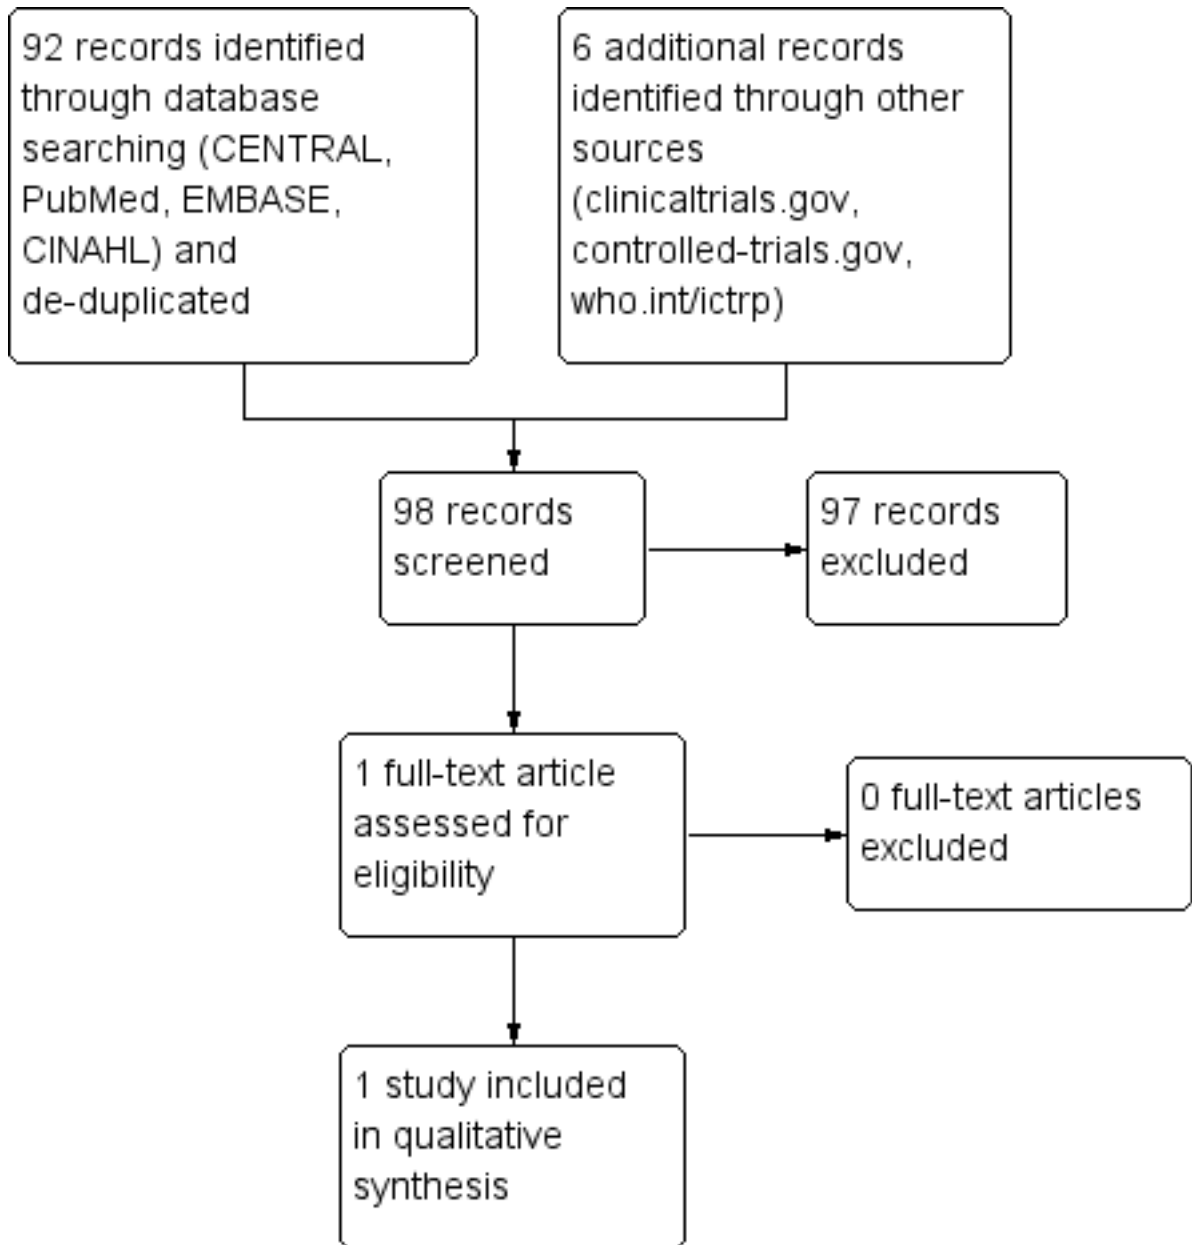 92 records identified
through database
searching (CENTRAL,
PubMed, EMBASE,
CINAHL) and
de-duplicated
6 additional records
identified through other
sources
(clinicaltrials.gov,
controlled-trials.gov,
who.int/ictrp)
98 records
screened
97 records
excluded
1 full-text article
assessed for
eligibility
0 full-text articles
excluded
1 study included
in qualitative
synthesis